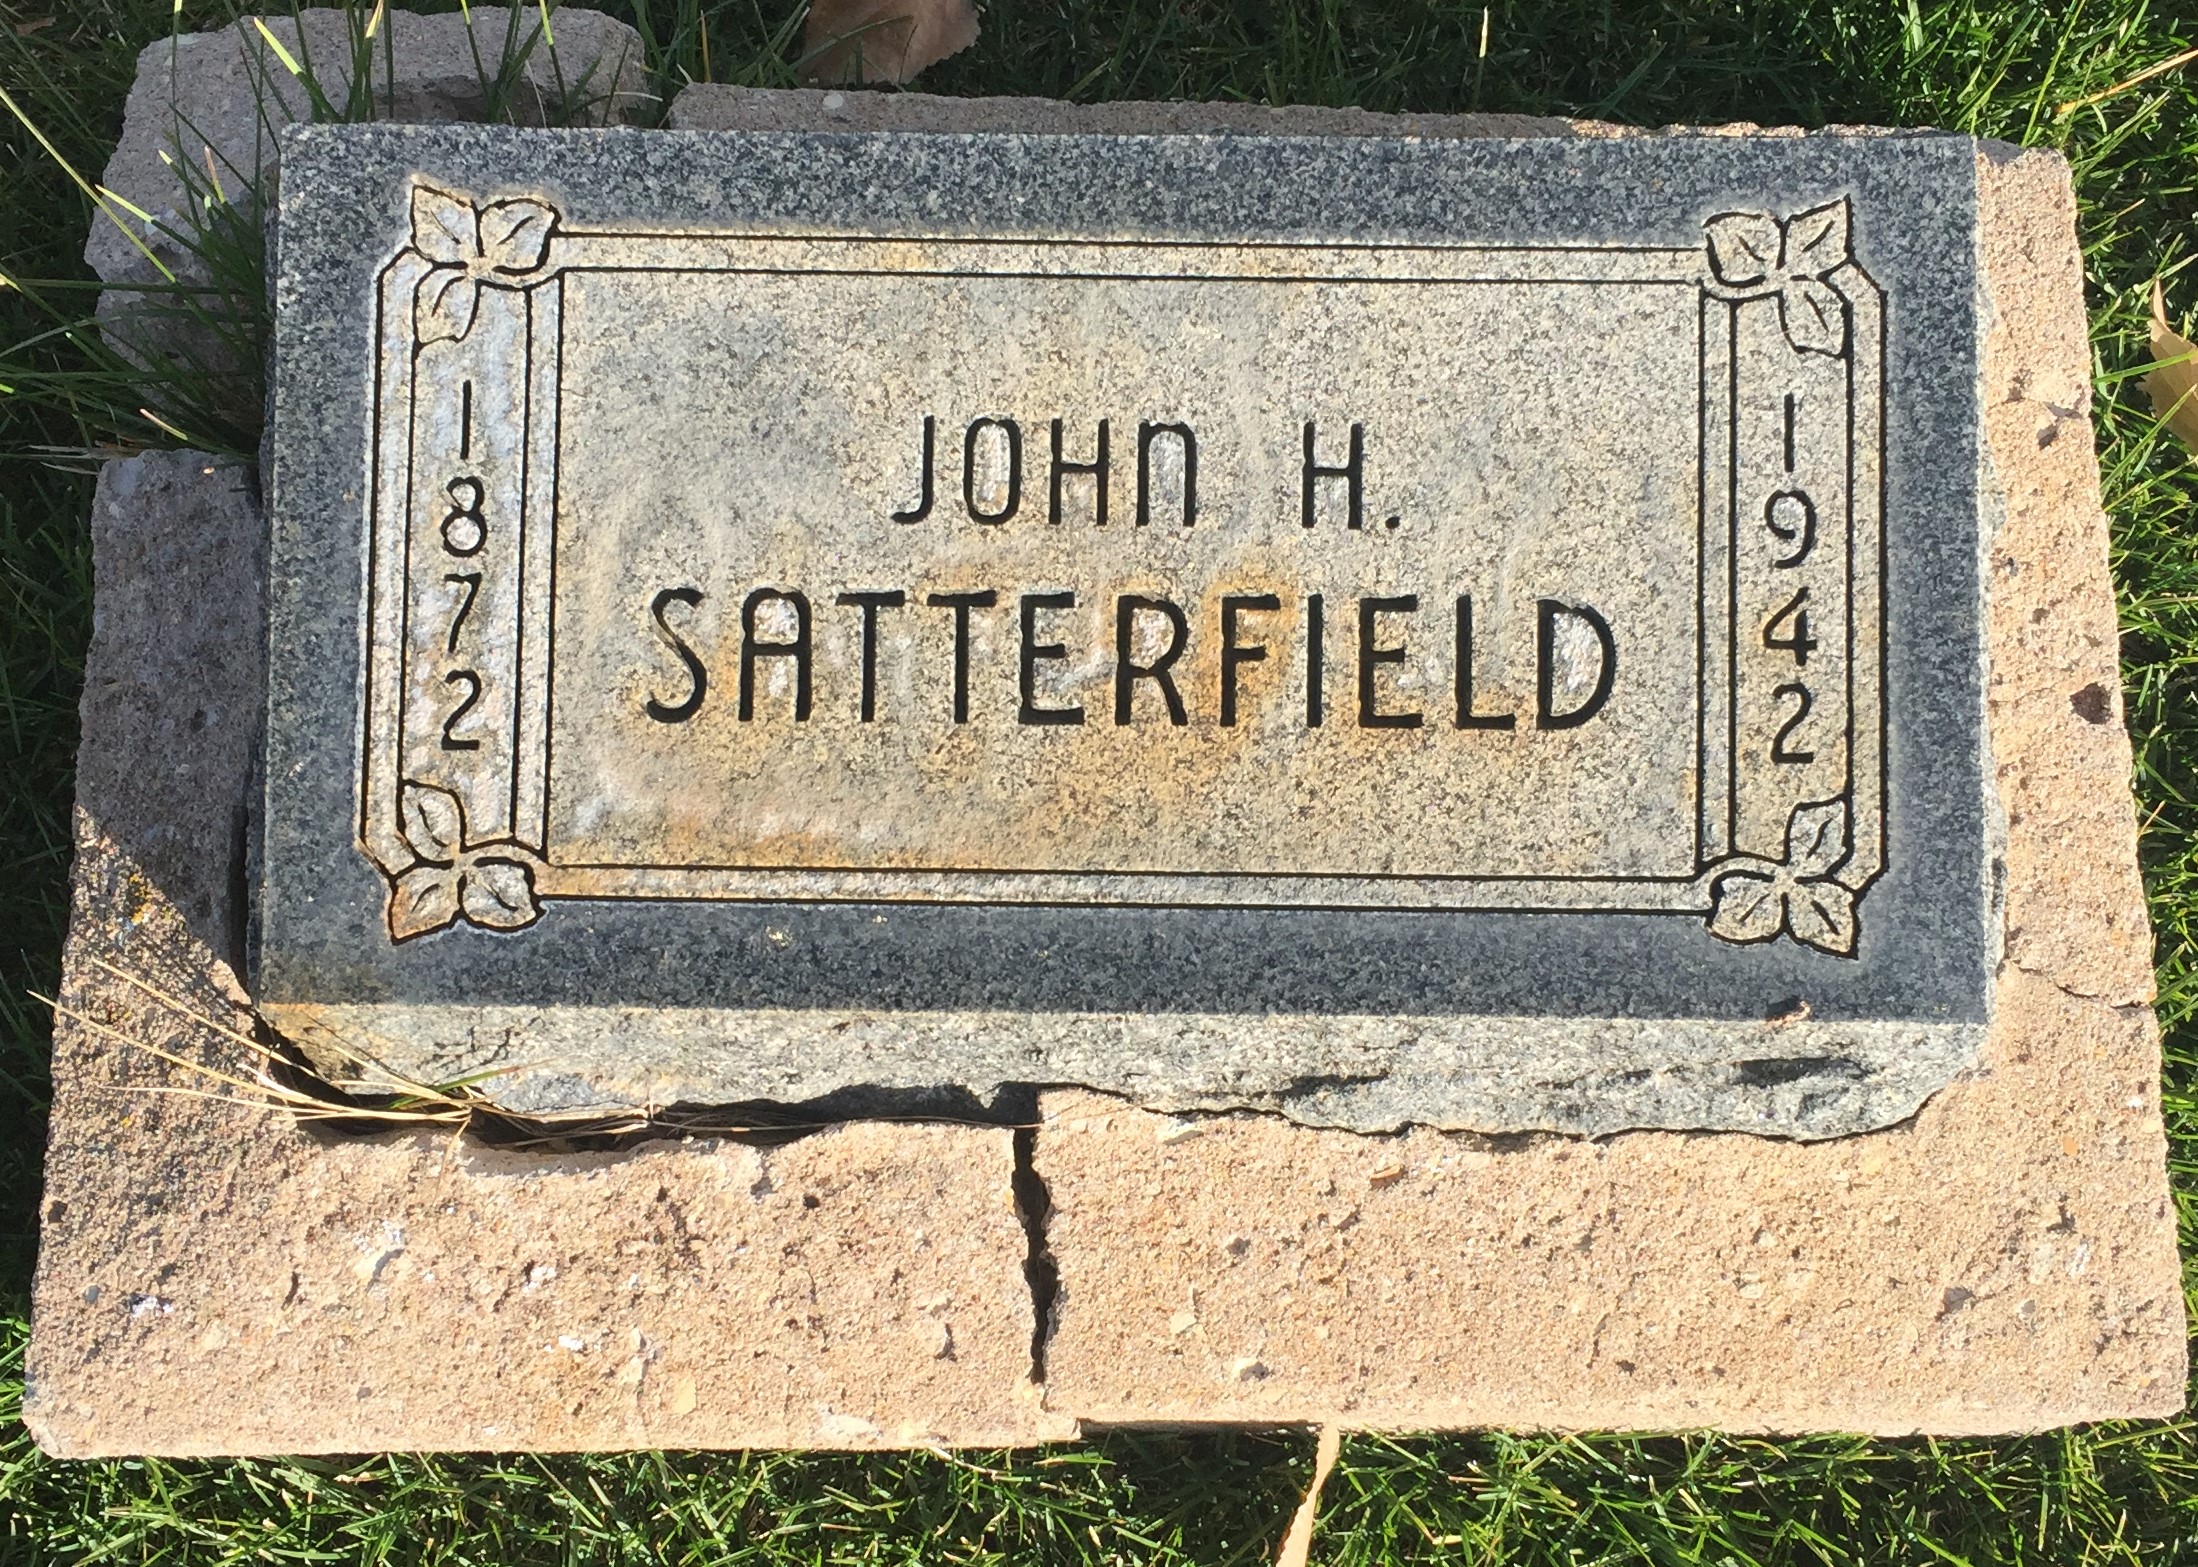 1872
JOHN H.
SATTERFIELD
1942